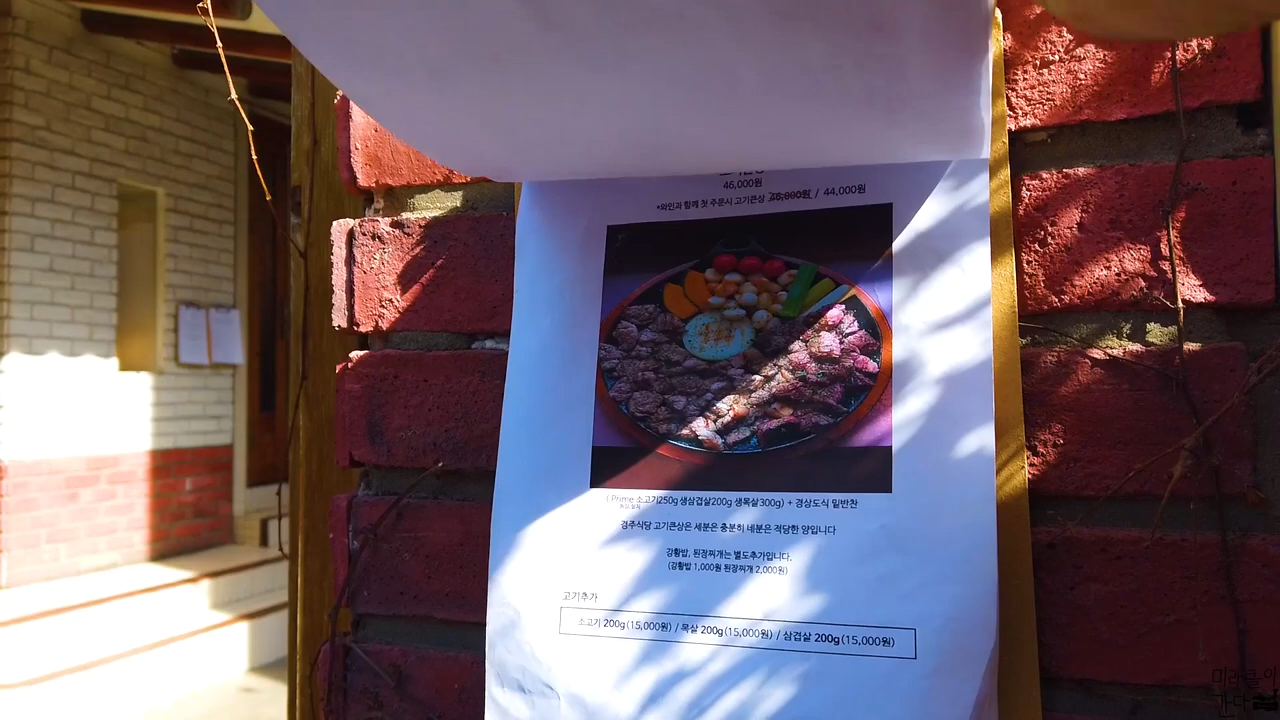 46,000원
*와인과 함께 첫 주문시 고기큰상 46,000원 / 44,000원
( Prime 소고기250g 생삼겹살200g 생목살300g) + 경상도식 밑반찬
경주식당 고기큰상은 세분은 충분히 네분은 적당한 양입니다
강황밥, 된장찌개는 별도추가입니다.
(강황밥 1,000원 된장찌개 2,000원)
고기추가
소고기 200g(15,000원) / 목살 200g(15,000원) / 삼겹살 200g(15,000원)
미라클 아
가다